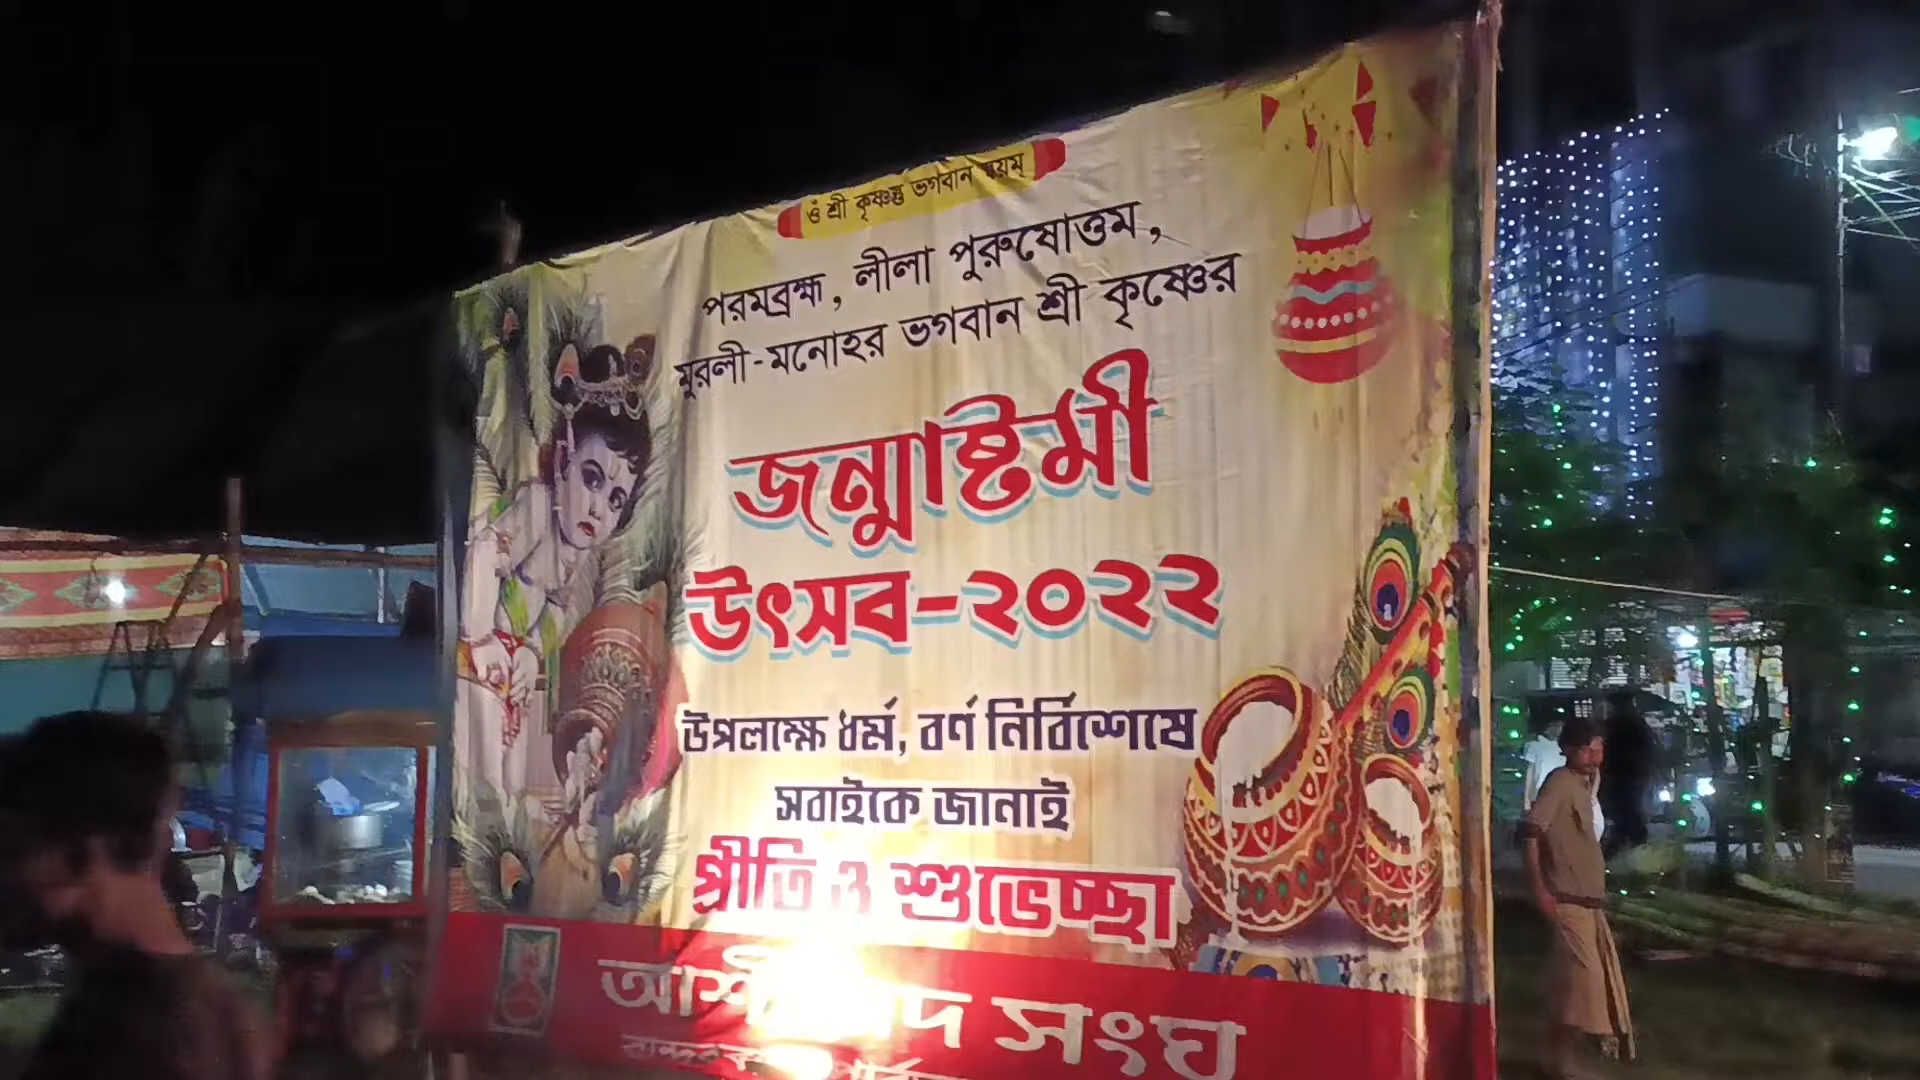 ওঁ শ্রী কৃষ্ণস্তু ভগবান স্বয়ম্
পরমব্রহ্ম, লীলা পুরুষোত্তম,
মুরলী-মনোহর ভগবান শ্রী কৃষ্ণের
জন্মাষ্টমী
উৎসব-২০২২
উপলক্ষে ধর্ম, বর্ণ নির্বিশেষে
সবাইকে জানাই
প্রীতি ও শুভেচ্ছা
সংঘ